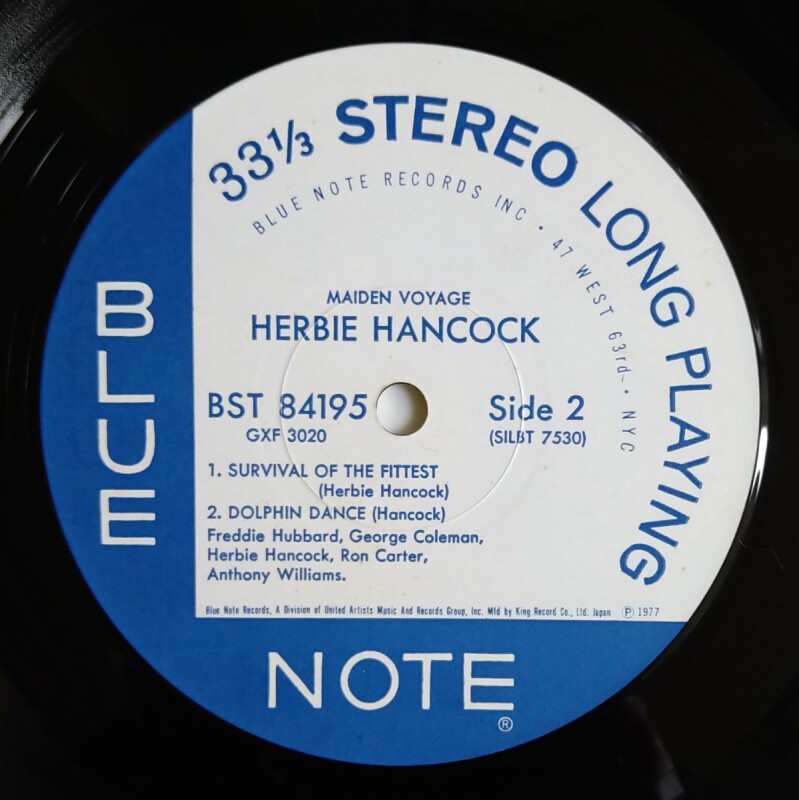 33⅓ STEREO LONG PLAYING
BLUE NOTE RECORDS INC • 47 WEST 63rd • NYC
MAIDEN VOYAGE
HERBIE HANCOCK
BST 84195 Side 2
GXF 3020 (SILBT 7530)
1. SURVIVAL OF THE FITTEST
(Herbie Hancock)
2. DOLPHIN DANCE (Hancock)
Freddie Hubbard, George Coleman,
Herbie Hancock, Ron Carter,
Anthony Williams.
Blue Note Records, A Division of United Artists Music And Records Group, Inc. Mfd by King Record Co., Ltd. Japan ℗ 1977
BLUE
NOTE®